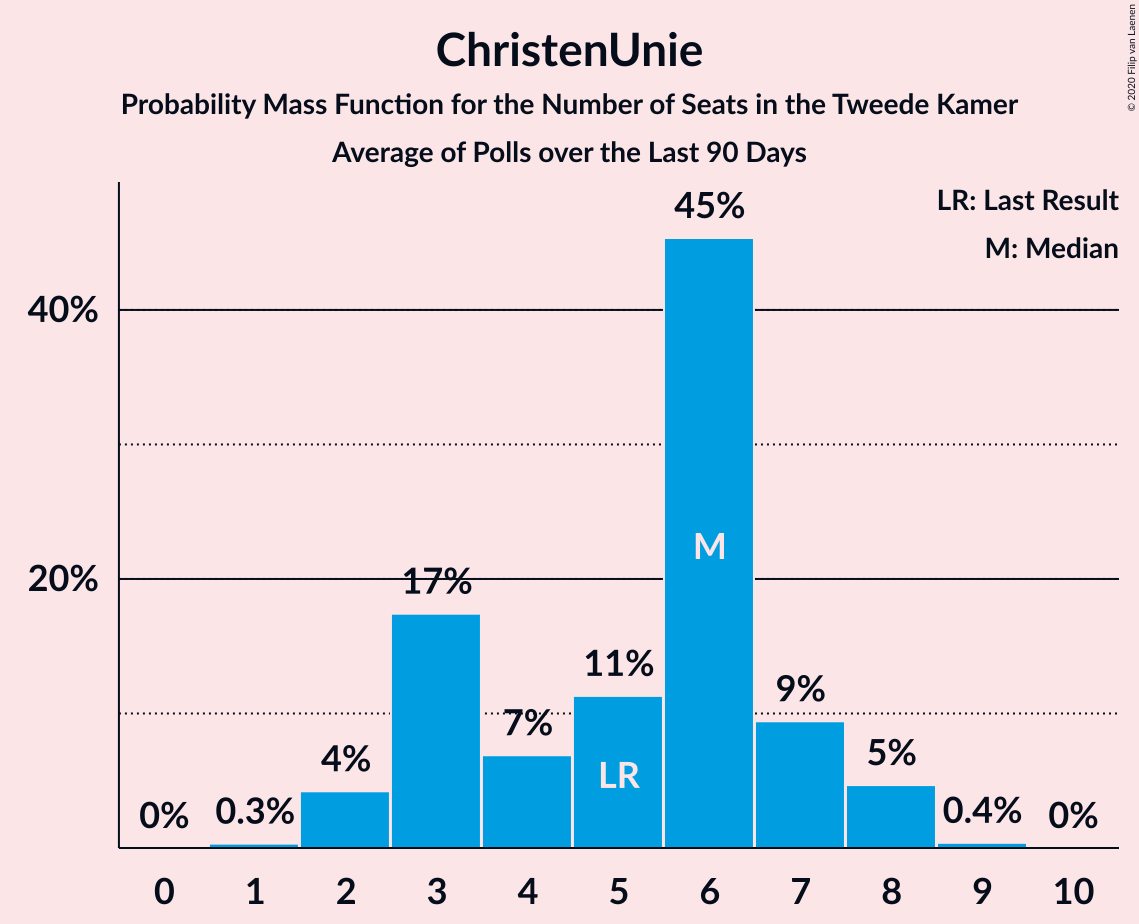 ChristenUnie
Probability Mass Function for the Number of Seats in the Tweede Kamer
Average of Polls over the Last 90 Days
© 2020 Filip van Laenen
LR: Last Result
M: Median
45%
40%
M
20%
17%
11%
9%
7%
4%
5%
LR
0%
0.3%
0.4%
0%
0 1 2 3 4 5 6 7 8 9 10